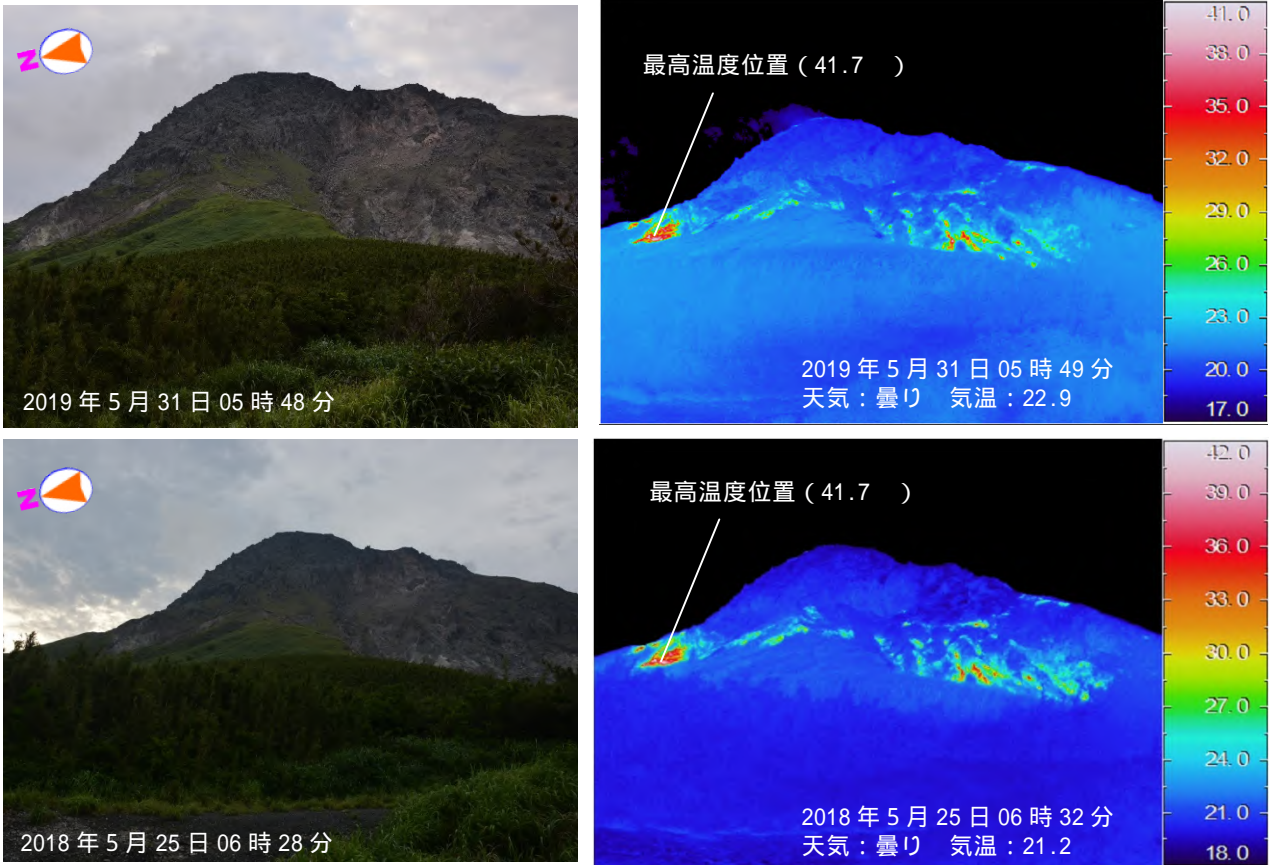 N
2019年5月31日05時48分
最高温度位置(41.7 )
2019年5月31日05時49分
天気:曇り 気温:22.9
41.0
38.0
35.0
32.0
29.0
26.0
23.0
20.0
17.0
N
2018年5月25日06時28分
最高温度位置(41.7 )
2018年5月25日06時32分
天気:曇り 気温:21.2
42.0
39.0
36.0
33.0
30.0
27.0
24.0
21.0
18.0